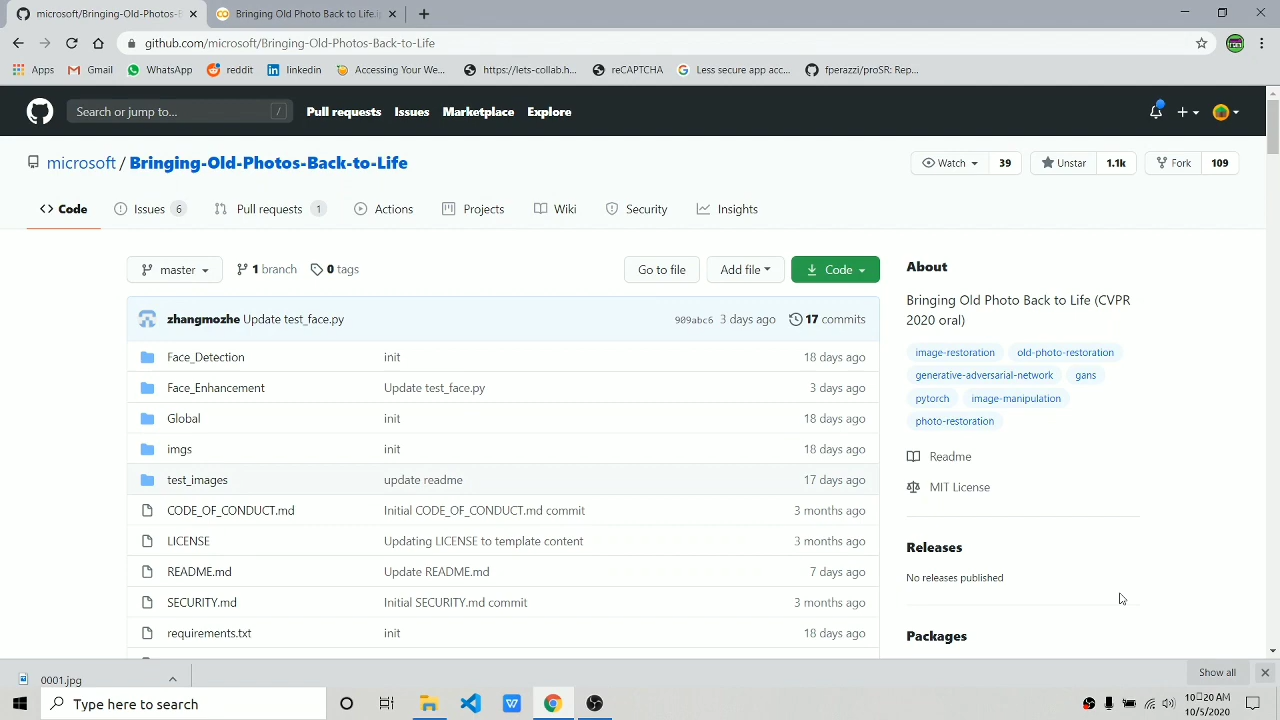 microsoft/Bringing-Old-Photos-E
Bringing Old Photo Back to Life.i
github.com/microsoft/Bringing-Old-Photos-Back-to-Life
Apps Gmail WhatsApp reddit linkedin Accessing Your We... https://lets-collab.h... reCAPTCHA Less secure app acc... fperazzi/proSR: Rep...
Search or jump to... / Pull requests Issues Marketplace Explore
microsoft / Bringing-Old-Photos-Back-to-Life
Watch 39 Unstar 1.1k Fork 109
Code Issues 6 Pull requests 1 Actions Projects Wiki Security Insights
master 1 branch 0 tags Go to file Add file Code
zhangmozhe Update test_face.py 909abc6 3 days ago 17 commits
Face_Detection init 18 days ago
Face_Enhancement Update test_face.py 3 days ago
Global init 18 days ago
imgs init 18 days ago
test_images update readme 17 days ago
CODE_OF_CONDUCT.md Initial CODE_OF_CONDUCT.md commit 3 months ago
LICENSE Updating LICENSE to template content 3 months ago
README.md Update README.md 7 days ago
SECURITY.md Initial SECURITY.md commit 3 months ago
requirements.txt init 18 days ago
About
Bringing Old Photo Back to Life (CVPR
2020 oral)
image-restoration old-photo-restoration
generative-adversarial-network gans
pytorch image-manipulation
photo-restoration
Readme
MIT License
Releases
No releases published
Packages
0001.jpg Show all
Type here to search
10:20 AM
10/5/2020